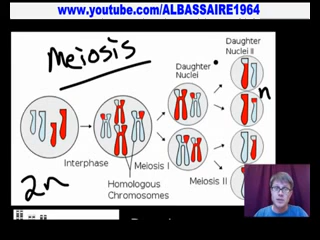 www.youtube.com/ALBASSAIRE1964
Meiosis
Daughter
Nuclei II
Daughter
Nuclei
n
Interphase
Meiosis I
Meiosis II
Homologous
Chromosomes
2n